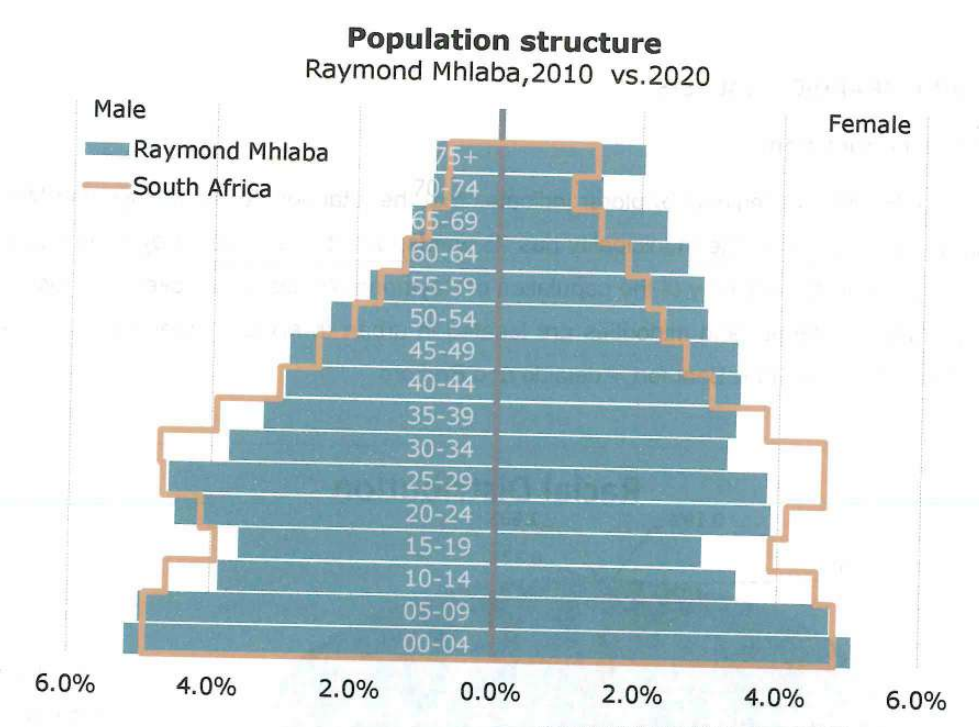 Population structure
Raymond Mhlaba,2010 vs.2020
Male
Female
Raymond Mhlaba
South Africa
75+
70-74
65-69
60-64
55-59
50-54
45-49
40-44
35-39
30-34
25-29
20-24
15-19
10-14
05-09
00-04
6.0% 4.0% 2.0% 0.0% 2.0% 4.0% 6.0%